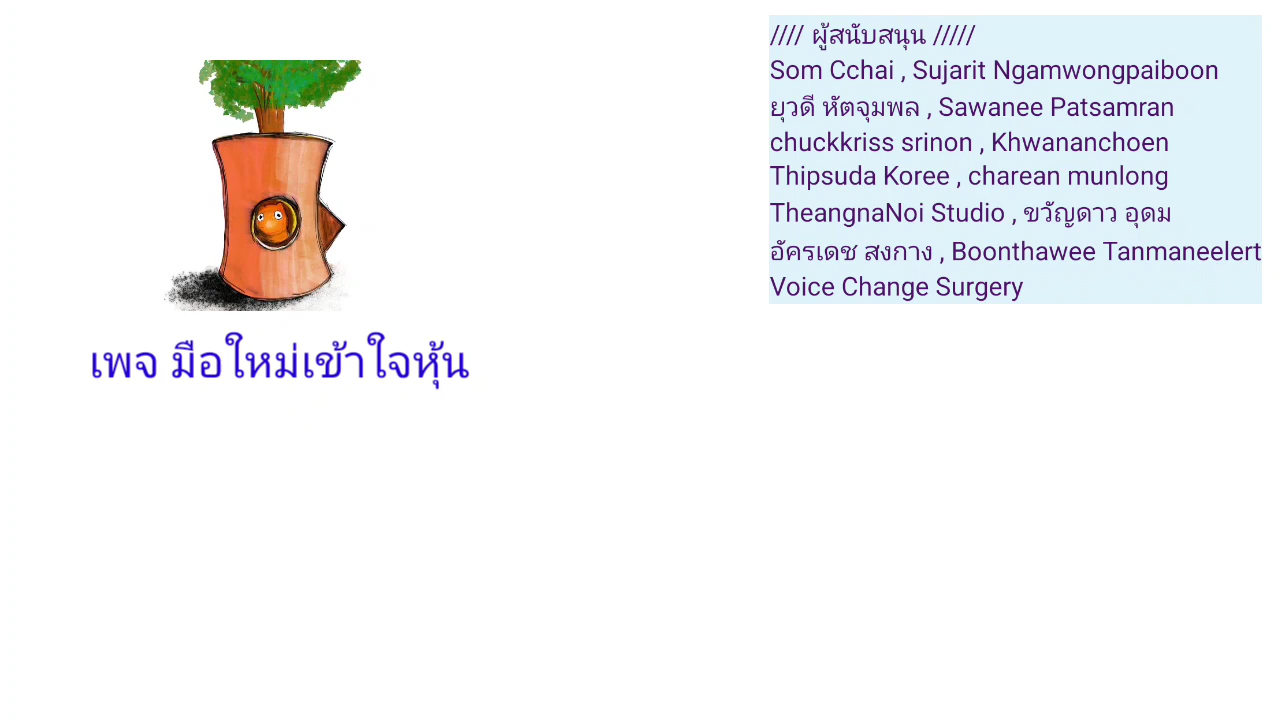 //// ผู้สนับสนุน /////
Som Cchai , Sujarit Ngamwongpaiboon
ยุวดี หัตจุมพล , Sawanee Patsamran
chuckkriss srinon , Khwananchoen
Thipsuda Koree , charean munlong
TheangnaNoi Studio , ขวัญดาว อุดม
อัครเดช สงกาง , Boonthawee Tanmaneelert
Voice Change Surgery
เพจ มือใหม่เข้าใจหุ้น